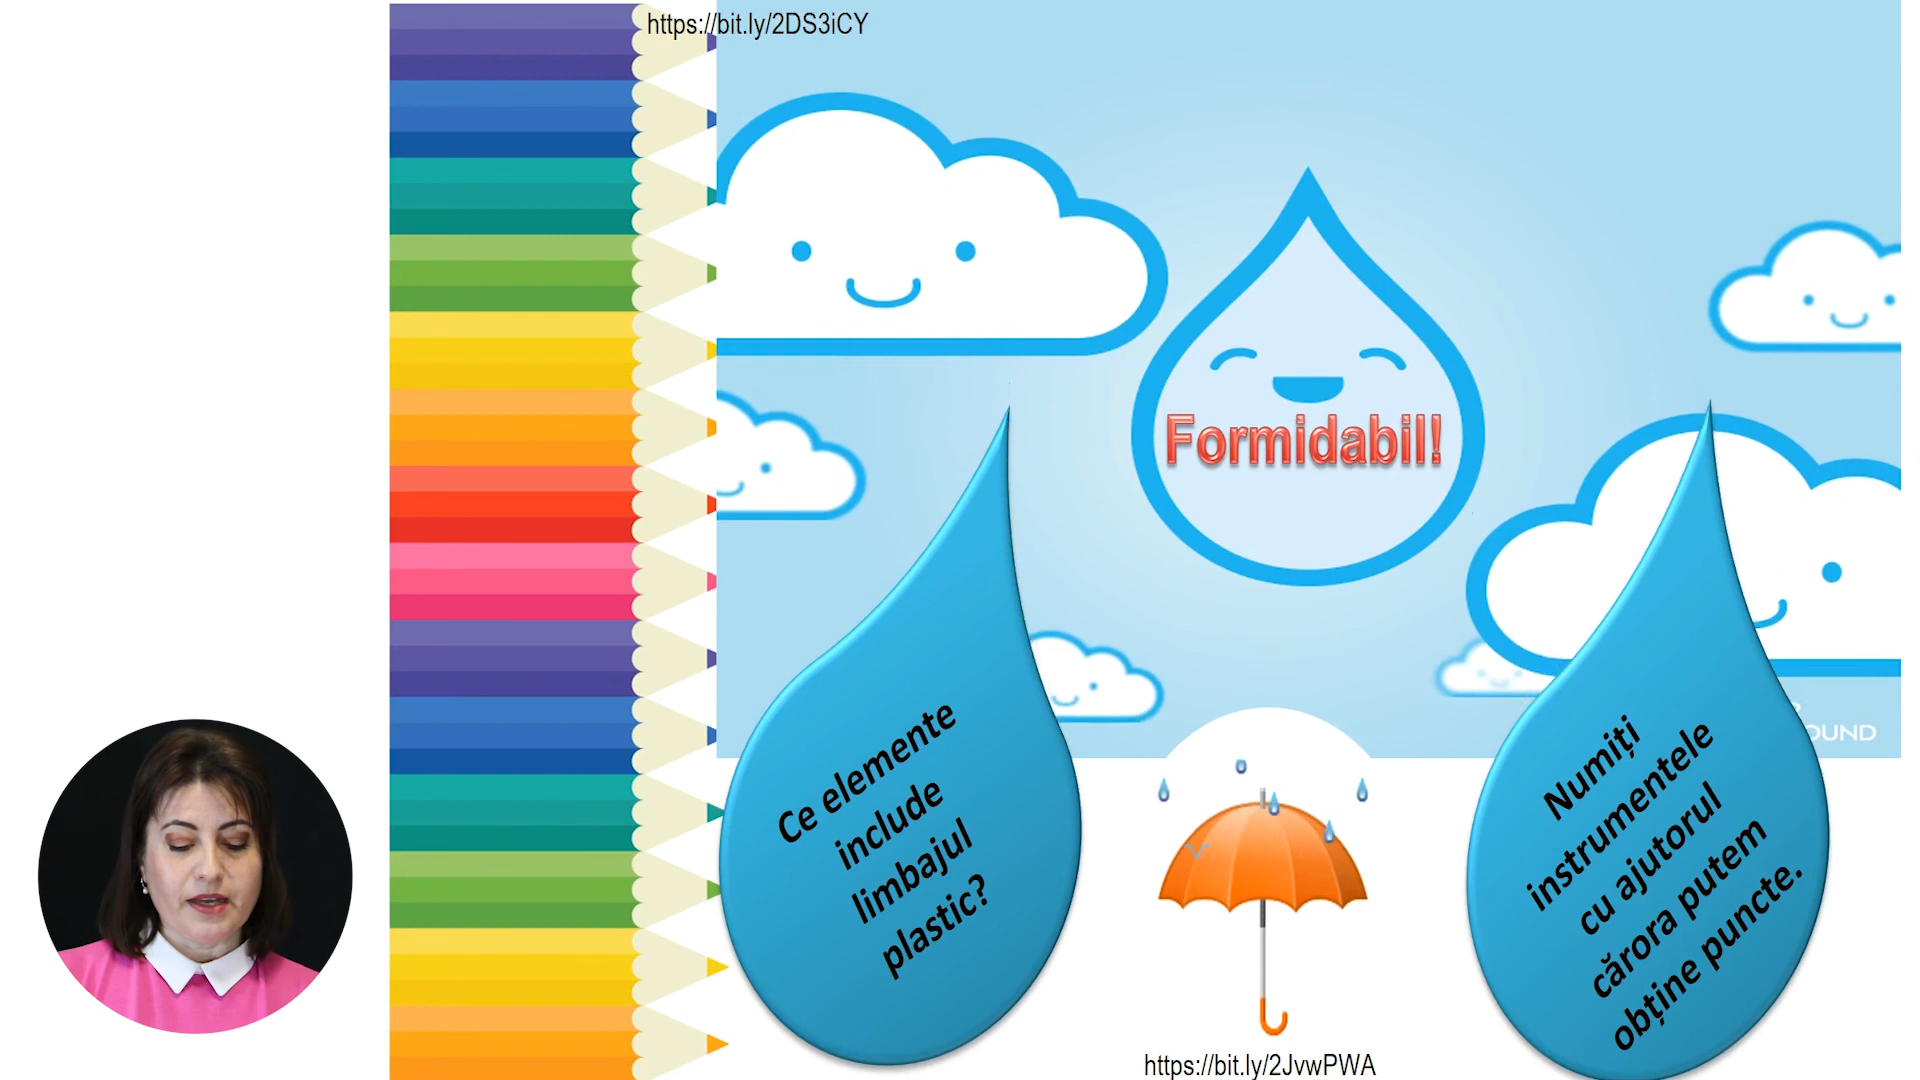 https://bit.ly/2DS3iCY
Formidabil!
Ce elemente
include
limbajul
plastic?
Numiți
instrumentele
cu ajutorul
cărora putem
obține puncte.
https://bit.ly/2JvwPWA